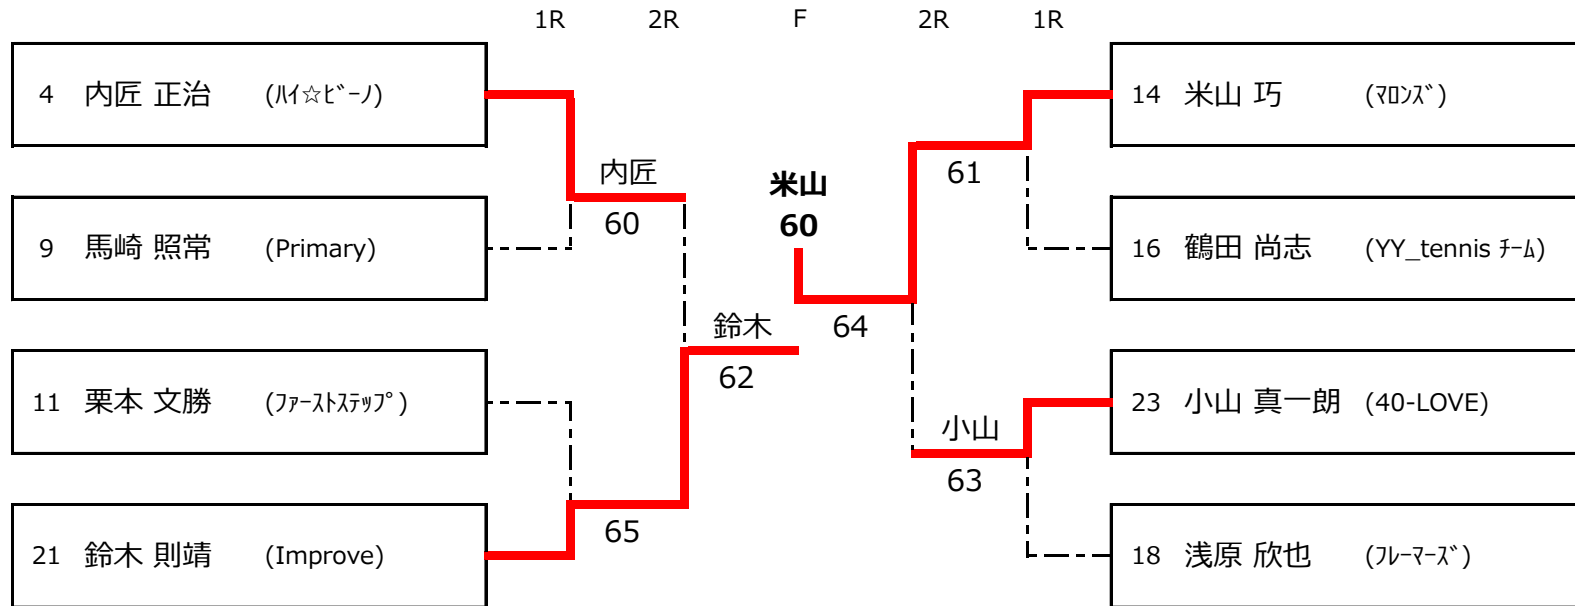 1R 2R F 2R 1R
4 内匠 正治 (ﾊｲ☆ﾋﾞｰﾉ)
14 米山 巧 (ﾏﾛﾝズ)
内匠
60
米山
60
61
9 馬崎 照常 (Primary)
16 鶴田 尚志 (YY_tennis ﾁｰﾑ)
鈴木
62
64
11 栗本 文勝 (ﾌｧｰｽﾄｽﾃｯﾌﾟ)
23 小山 真一朗 (40-LOVE)
小山
63
65
21 鈴木 則靖 (Improve)
18 浅原 欣也 (ﾌﾚｰﾏｰｽﾞ)